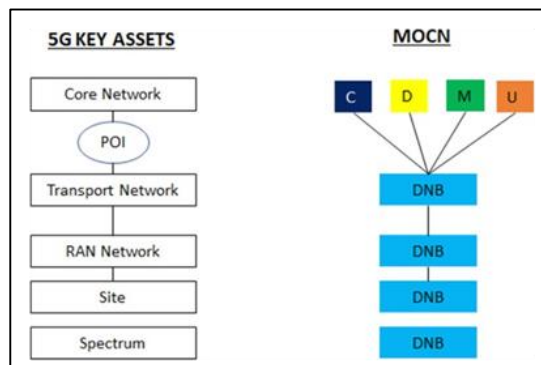 5G KEY ASSETS
MOCN
Core Network
C D M U
POI
Transport Network
DNB
RAN Network
DNB
Site
DNB
Spectrum
DNB